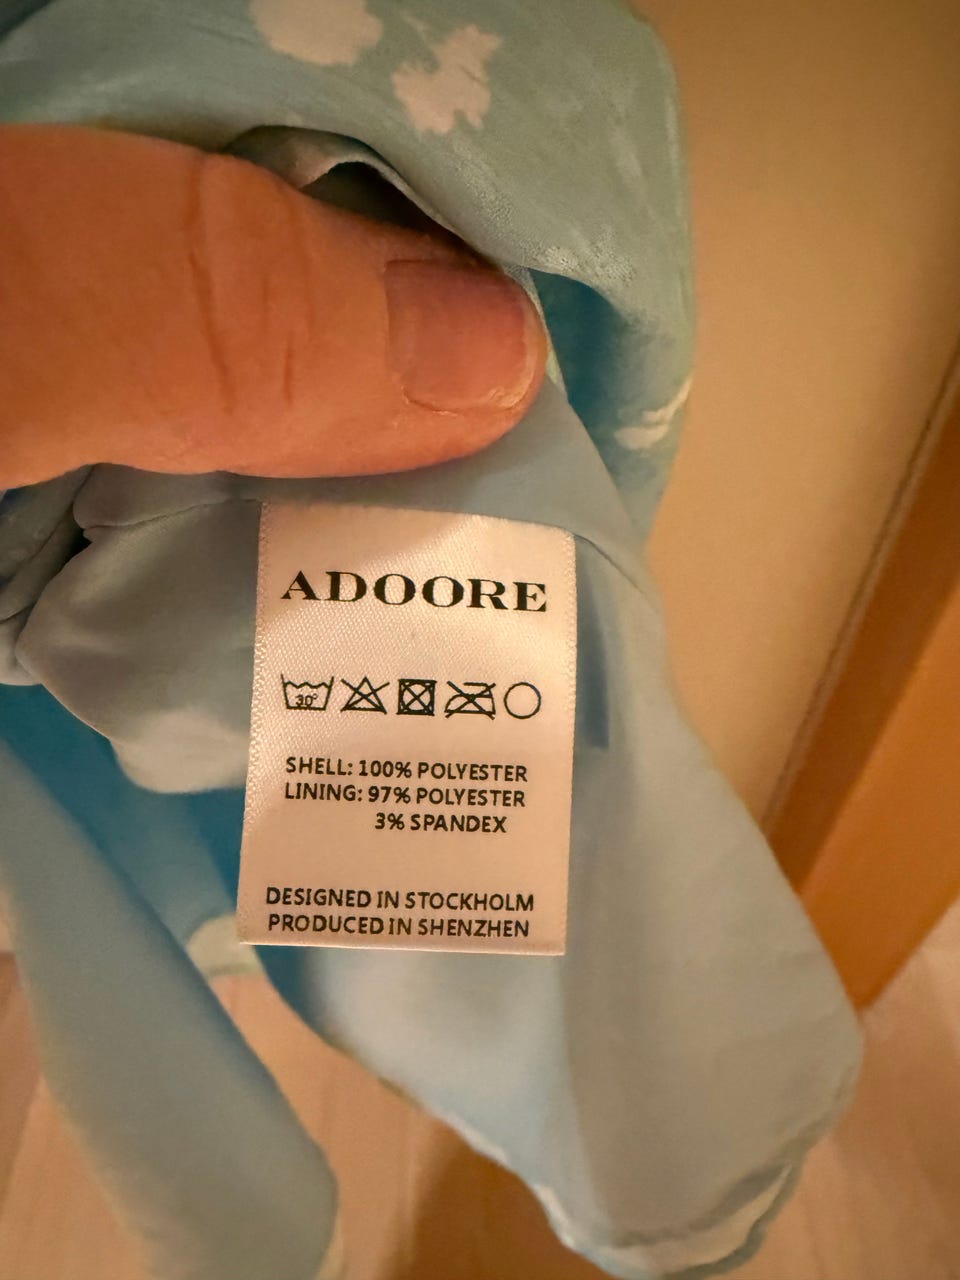 ADOORE
30°
SHELL: 100% POLYESTER
LINING: 97% POLYESTER
3% SPANDEX
DESIGNED IN STOCKHOLM
PRODUCED IN SHENZHEN